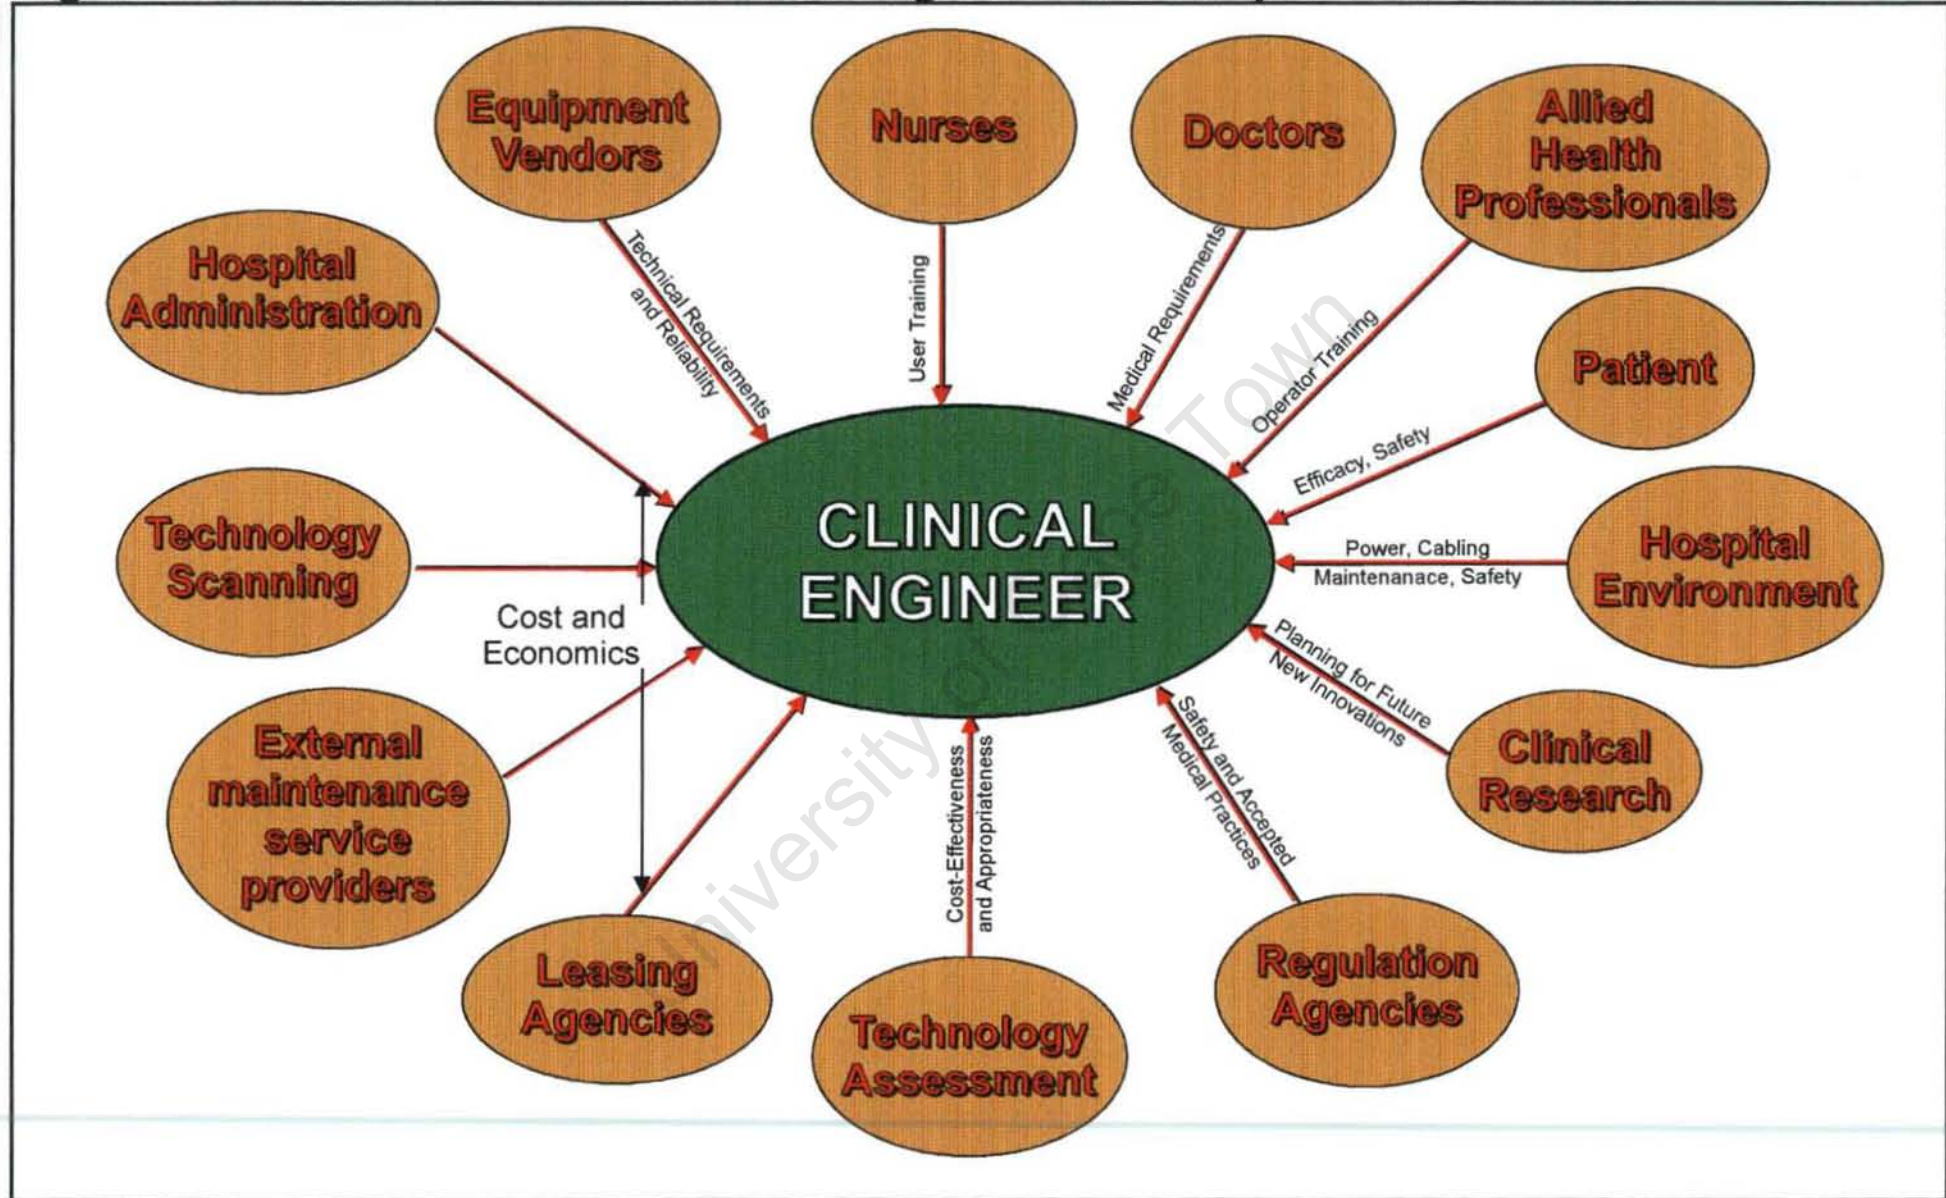 Equipment
Vendors
Nurses
Doctors
Allied
Health
Professionals
Hospital
Administration
Technical Requirements
and Reliability
User Training
Medical Requirements
Operator Training
Patient
Efficacy, Safety
Technology
Scanning
CLINICAL
ENGINEER
Power, Cabling
Maintenanace, Safety
Hospital
Environment
Cost and
Economics
Planning for Future
New Innovations
External
maintenance
service
providers
Safety and Accepted
Medical Practices
Clinical
Research
Cost-Effectiveness
and Appropriateness
Leasing
Agencies
Technology
Assessment
Regulation
Agencies
University of Town